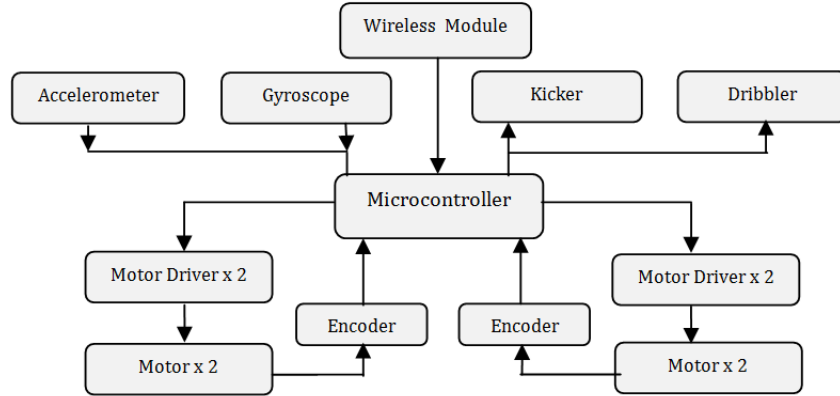 Wireless Module
Accelerometer
Gyroscope
Kicker
Dribbler
Microcontroller
Motor Driver x 2
Motor Driver x 2
Encoder
Encoder
Motor x 2
Motor x 2